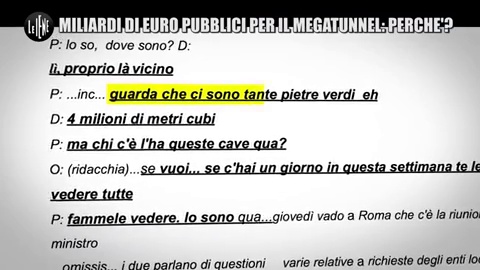 LE IENE
MILIARDI DI EURO PUBBLICI PER IL MEGATUNNEL: PERCHE'?
P: lo so, dove sono? D:
lì, proprio là vicino
P: ...inc... guarda che ci sono tante pietre verdi eh
D: 4 milioni di metri cubi
P: ma chi c'è l'ha queste cave qua?
O: (ridacchia)...se vuoi... se c'hai un giorno in questa settimana te le
vedere tutte
P: fammele vedere. Io sono qua...giovedì vado a Roma che c'è la riunio
ministro
omissis... i due parlano di questioni varie relative a richieste degli enti loc